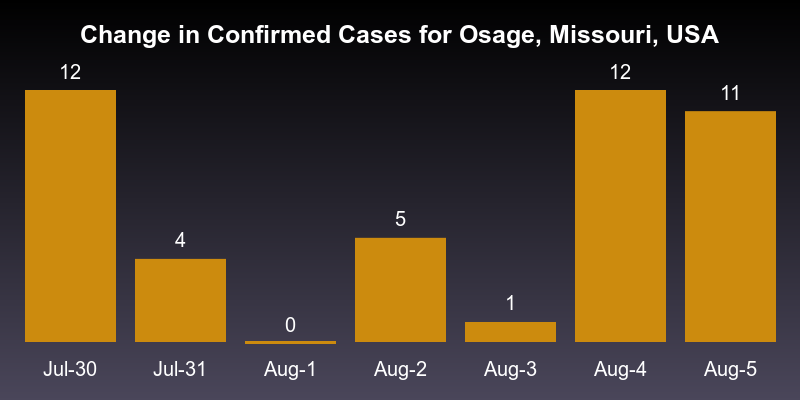 Change in Confirmed Cases for Osage, Missouri, USA
12
4
0
5
1
12
11
Jul-30
Jul-31
Aug-1
Aug-2
Aug-3
Aug-4
Aug-5